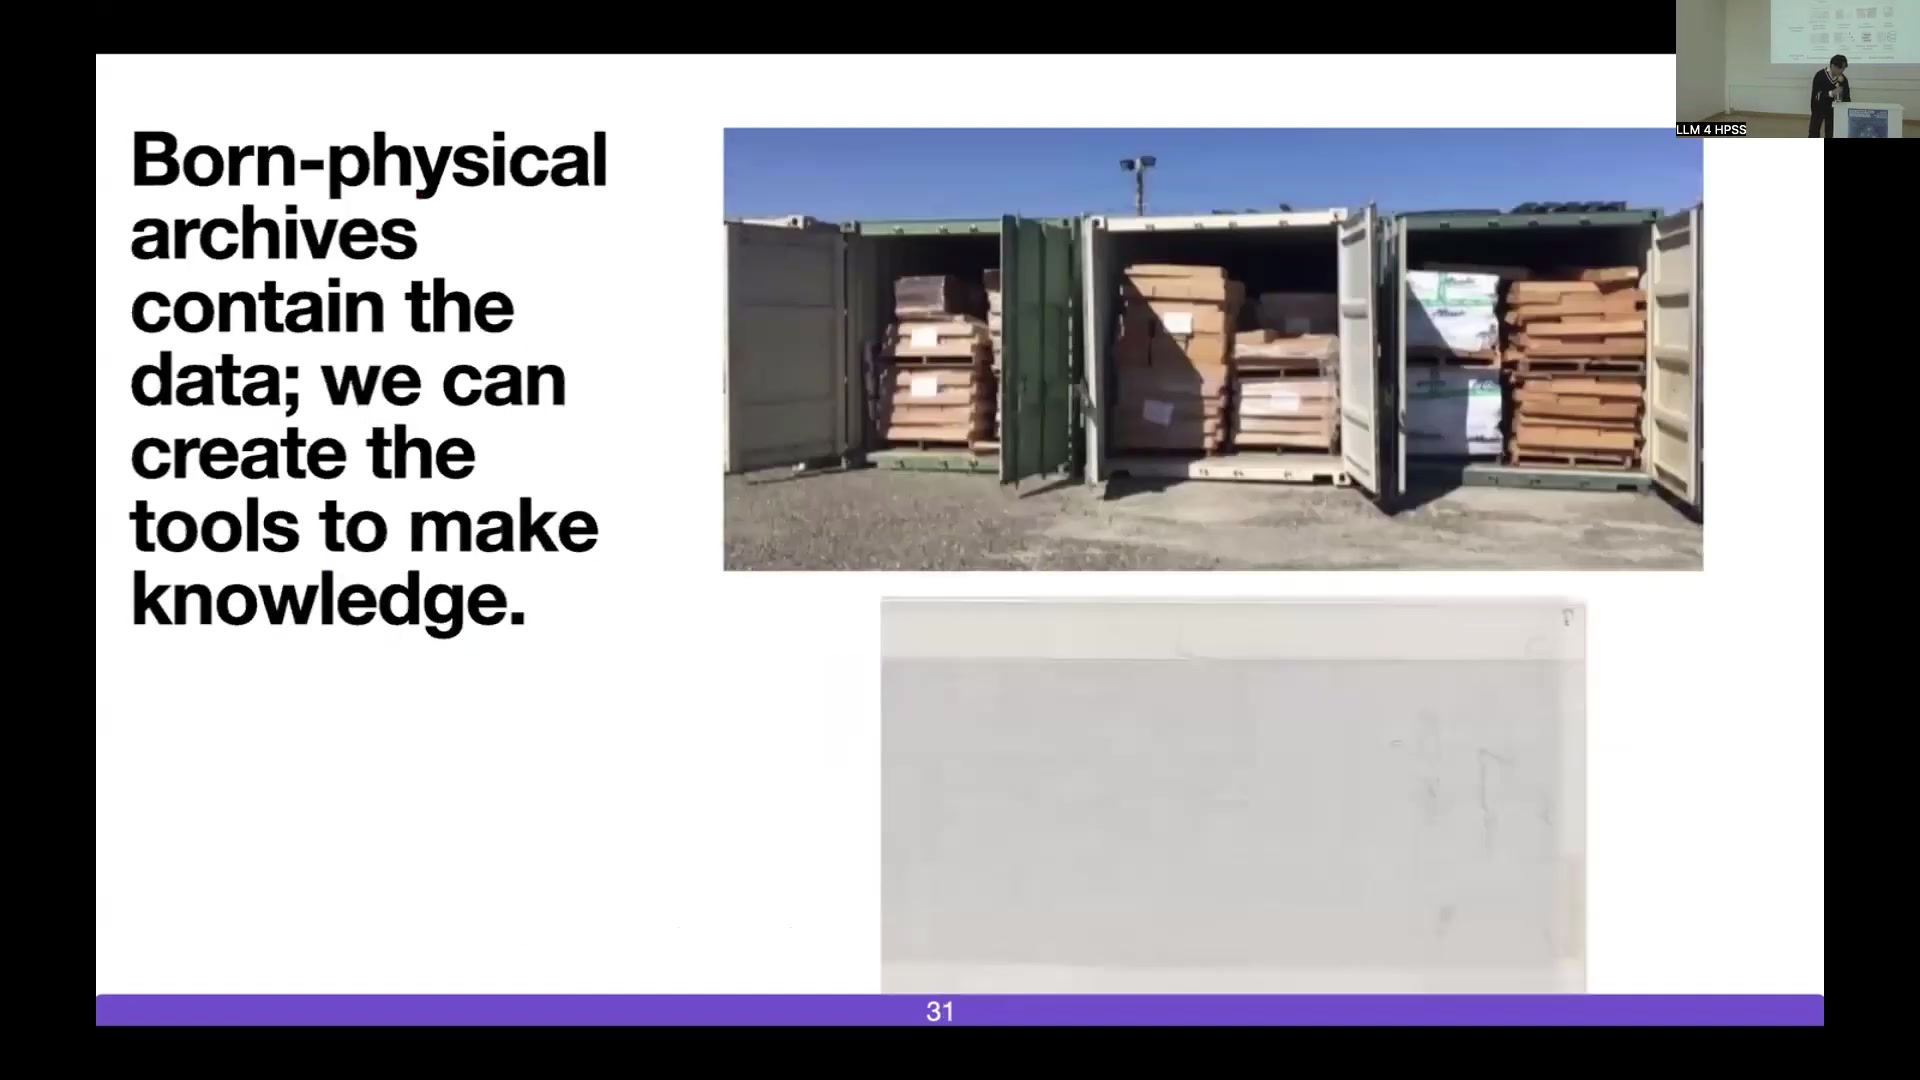 Born-physical
archives
contain the
data; we can
create the
tools to make
knowledge.
LLM 4 HPSS
31